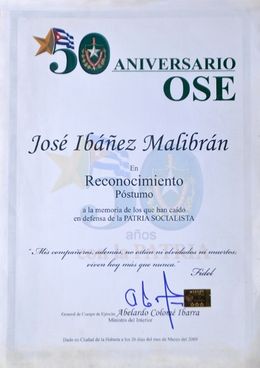 50 ANIVERSARIO
OSE
José Ibáñez Malibrán
En
Reconocimiento
Póstumo
a la memoria de los que han caído
en defensa de la PATRIA SOCIALISTA
años
PATRIA
"Mis compañeros, además, no están ni olvidados ni muertos;
viven hoy más que nunca."
Fidel
General de Cuerpo de Ejército Abelardo Colomé Ibarra
Ministro del Interior
Dado en Ciudad de la Habana a los 26 días del mes de Marzo del 2009